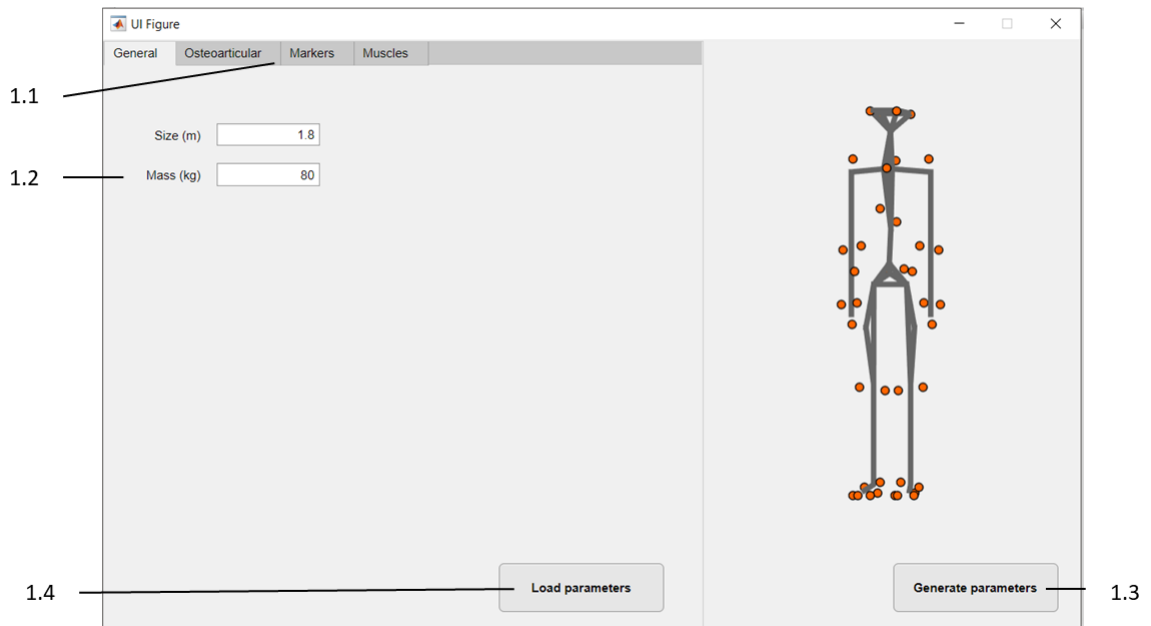 UI Figure
General Osteoarticular Markers Muscles
1.1
Size (m) 1.8
1.2 Mass (kg) 80
1.4 Load parameters Generate parameters 1.3